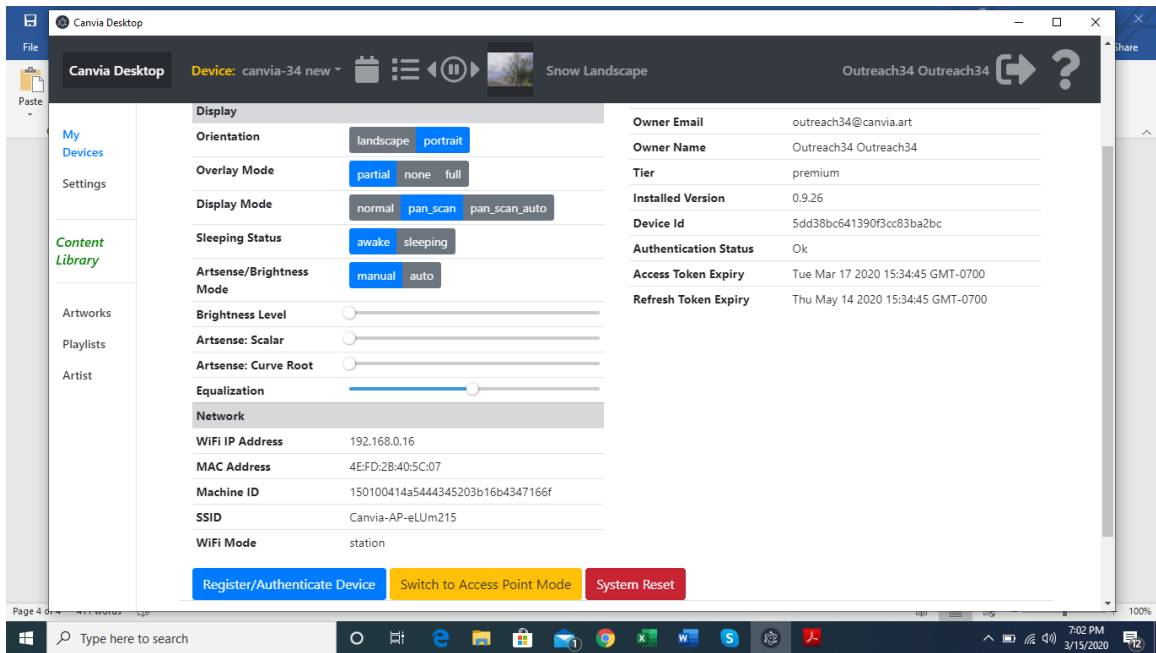 Canvia Desktop
File
Share
Paste
Canvia Desktop
Device: canvia-34 new
Snow Landscape
Outreach34 Outreach34
?
My
Devices
Settings
Content
Library
Artworks
Playlists
Artist
Display
Orientation landscape portrait
Overlay Mode partial none full
Display Mode normal pan_scan pan_scan_auto
Sleeping Status awake sleeping
Artsense/Brightness
Mode manual auto
Brightness Level
Artsense: Scalar
Artsense: Curve Root
Equalization
Network
WiFi IP Address 192.168.0.16
MAC Address 4E:FD:2B:40:5C:07
Machine ID 150100414a5444345203b16b4347166f
SSID Canvia-AP-eLUm215
WiFi Mode station
Register/Authenticate Device Switch to Access Point Mode System Reset
Owner Email outreach34@canvia.art
Owner Name Outreach34 Outreach34
Tier premium
Installed Version 0.9.26
Device Id 5dd38bc641390f3cc83ba2bc
Authentication Status Ok
Access Token Expiry Tue Mar 17 2020 15:34:45 GMT-0700
Refresh Token Expiry Thu May 14 2020 15:34:45 GMT-0700
Page 4 of 4 411 words
100%
Type here to search
7:02 PM
3/15/2020
12